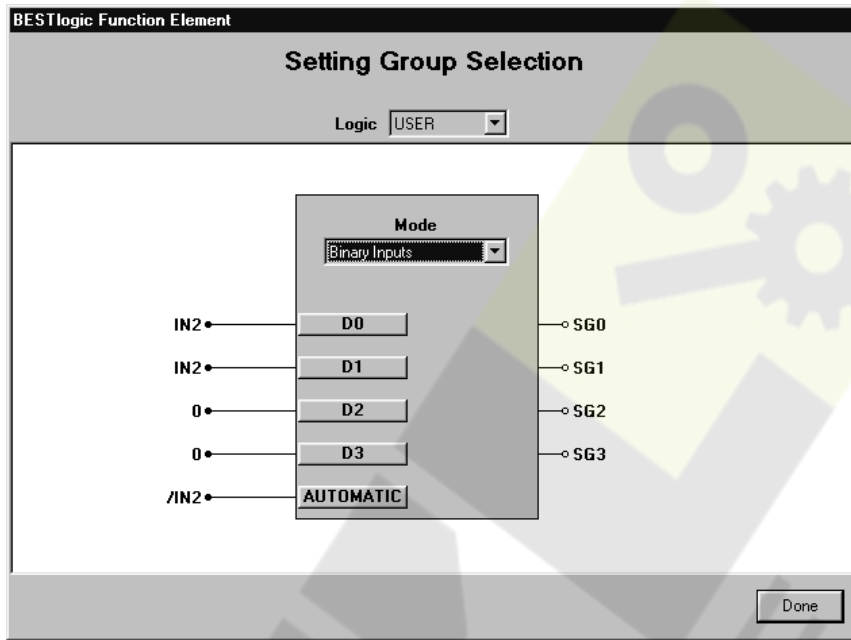 BESTlogic Function Element
Setting Group Selection
Logic USER
Mode
Binary Inputs
IN2 D0 SG0
IN2 D1 SG1
0 D2 SG2
0 D3 SG3
/IN2 AUTOMATIC
Done